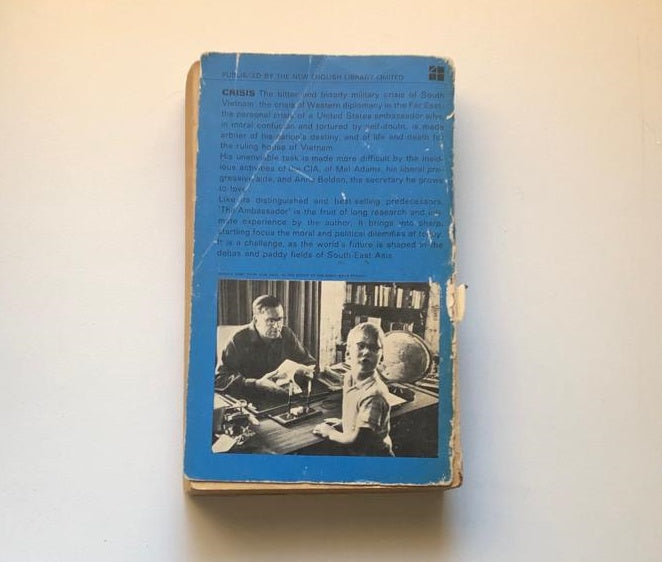 PUBLISHED BY THE NEW ENGLISH LIBRARY LIMITED
CRISIS The bitter and bloody military crisis of South
Vietnam, the crisis of Western diplomacy in the Far East,
the personal crisis of a United States ambassador who
in moral confusion and tortured by self-doubt, is made
arbiter of his nation's destiny, and of life and death for
the ruling house of Vietnam.
His unenviable task is made more difficult by the insid-
ious activities of the CIA, of Mel Adams, his liberal pro-
gressive aide, and Anne Beldon, the secretary he grows
to love.
Like its distinguished and best-selling predecessors,
'The Ambassador' is the fruit of long research and inti-
mate experience by the author. It brings into sharp,
startling focus the moral and political dilemmas of today.
It is a challenge, as the world's future is shaped in the
deltas and paddy fields of South-East Asia.